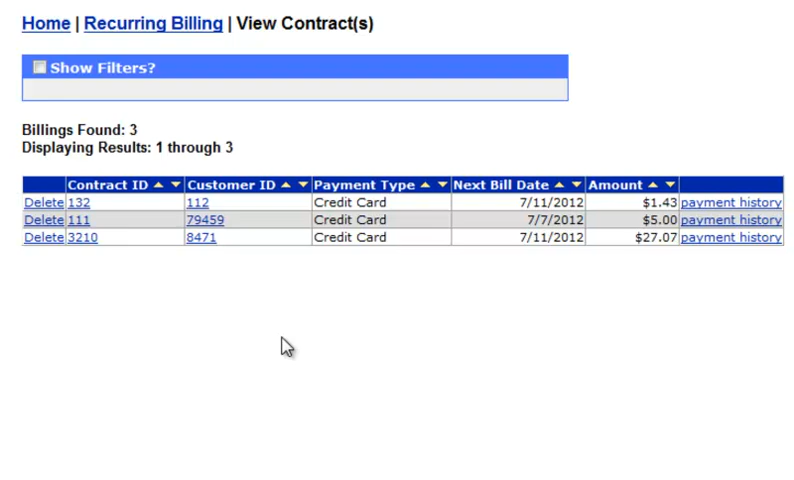 Home | Recurring Billing | View Contract(s)
Show Filters?
Billings Found: 3
Displaying Results: 1 through 3
Contract ID Customer ID Payment Type Next Bill Date Amount
Delete 132 112 Credit Card 7/11/2012 $1.43 payment history
Delete 111 79459 Credit Card 7/7/2012 $5.00 payment history
Delete 3210 8471 Credit Card 7/11/2012 $27.07 payment history